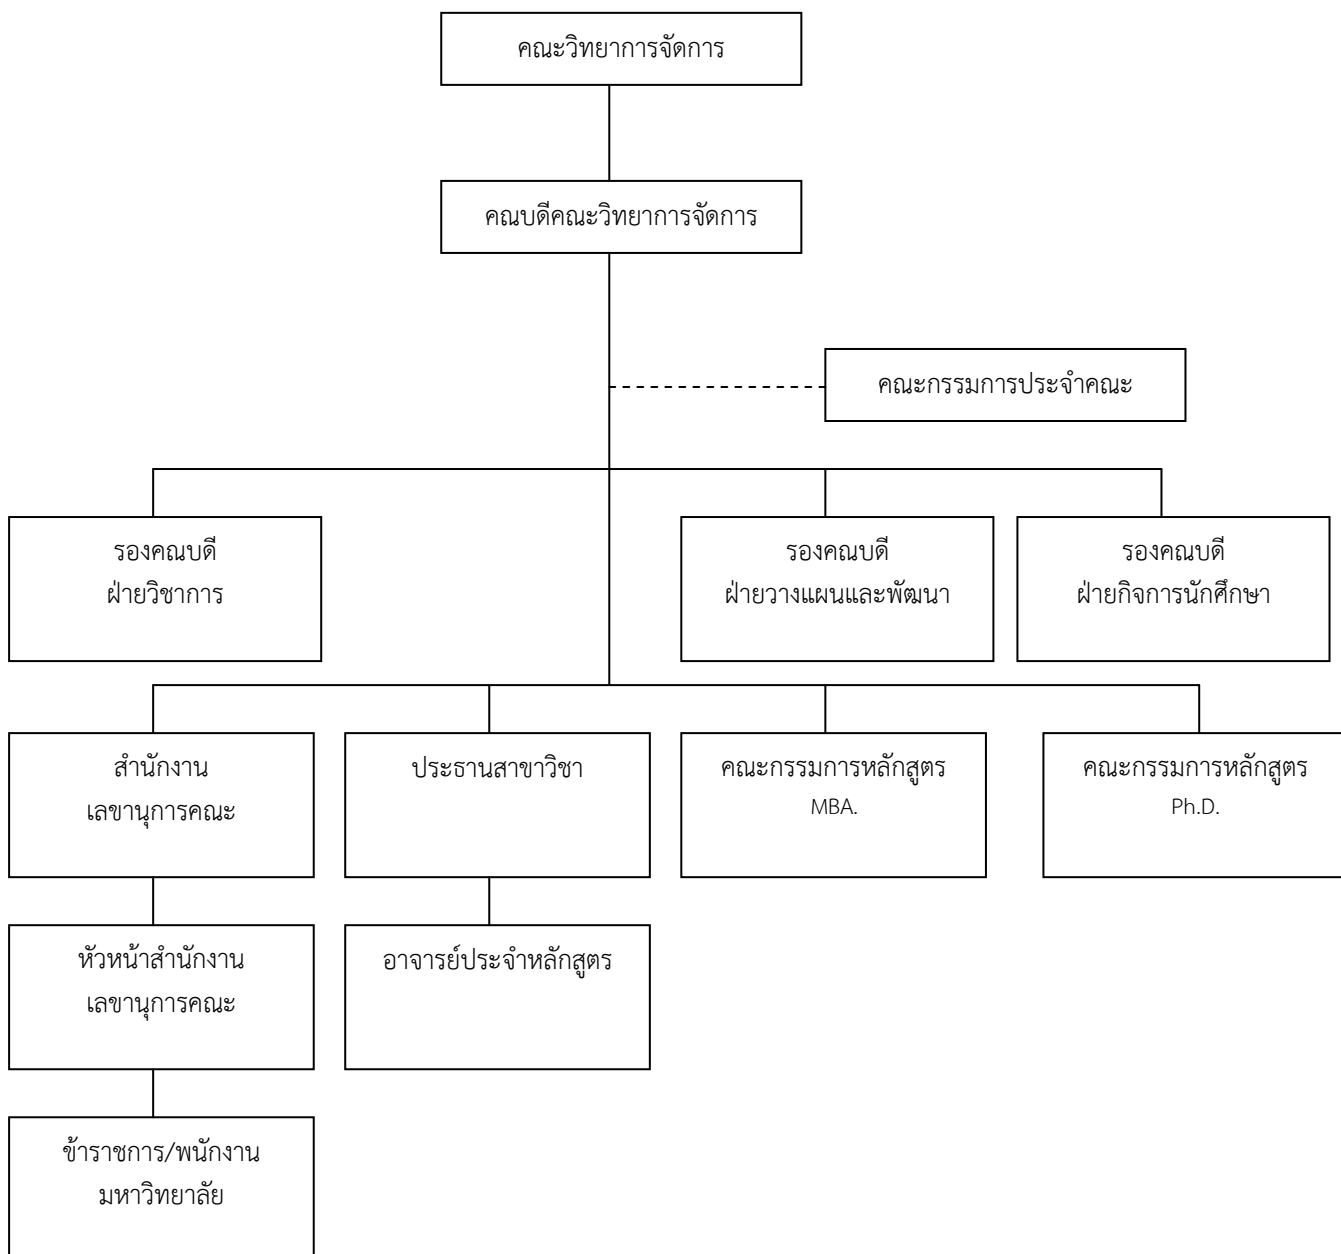 คณะวิทยาการจัดการ
คณบดีคณะวิทยาการจัดการ
คณะกรรมการประจำคณะ
รองคณบดี
ฝ่ายวิชาการ
รองคณบดี
ฝ่ายวางแผนและพัฒนา
รองคณบดี
ฝ่ายกิจการนักศึกษา
สำนักงาน
เลขานุการคณะ
ประธานสาขาวิชา
คณะกรรมการหลักสูตร
MBA.
คณะกรรมการหลักสูตร
Ph.D.
หัวหน้าสำนักงาน
เลขานุการคณะ
อาจารย์ประจำหลักสูตร
ข้าราชการ/พนักงาน
มหาวิทยาลัย